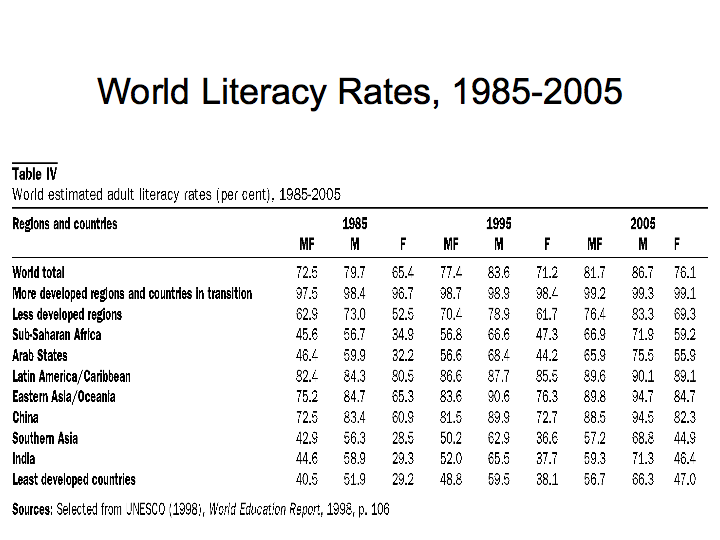 World Literacy Rates, 1985-2005
Table IV
World estimated adult literacy rates (per cent), 1985-2005
Regions and countries 1985 1995 2005
MF M F MF M F MF M F
World total 72.5 79.7 65.4 77.4 83.6 71.2 81.7 86.7 76.1
More developed regions and countries in transition 97.5 98.4 96.7 98.7 98.9 98.4 99.2 99.3 99.1
Less developed regions 62.9 73.0 52.5 70.4 78.9 61.7 76.4 83.3 69.3
Sub-Saharan Africa 45.6 56.7 34.9 56.8 66.6 47.3 66.9 71.9 59.2
Arab States 46.4 59.9 32.2 56.6 68.4 44.2 65.9 75.5 55.9
Latin America/Caribbean 82.4 84.3 80.5 86.6 87.7 85.5 89.6 90.1 89.1
Eastern Asia/Oceania 75.2 84.7 65.3 83.6 90.6 76.3 89.8 94.7 84.7
China 72.5 83.4 60.9 81.5 89.9 72.7 88.5 94.5 82.3
Southern Asia 42.9 56.3 28.5 50.2 62.9 36.6 57.2 68.8 44.9
India 44.6 58.9 29.3 52.0 65.5 37.7 59.3 71.3 46.4
Least developed countries 40.5 51.9 29.2 48.8 59.5 38.1 56.7 66.3 47.0
Sources: Selected from UNESCO (1998), World Education Report, 1998, p. 106